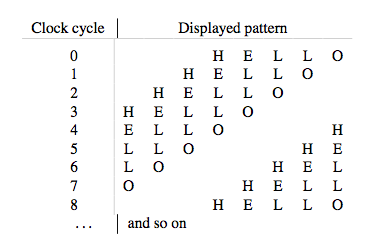 Clock cycle Displayed pattern
0 H E L L O
1 H E L L O
2 H E L L O
3 H E L L O
4 E L L O H
5 L L O H E
6 L O H E L
7 O H E L L
8 H E L L O
... and so on